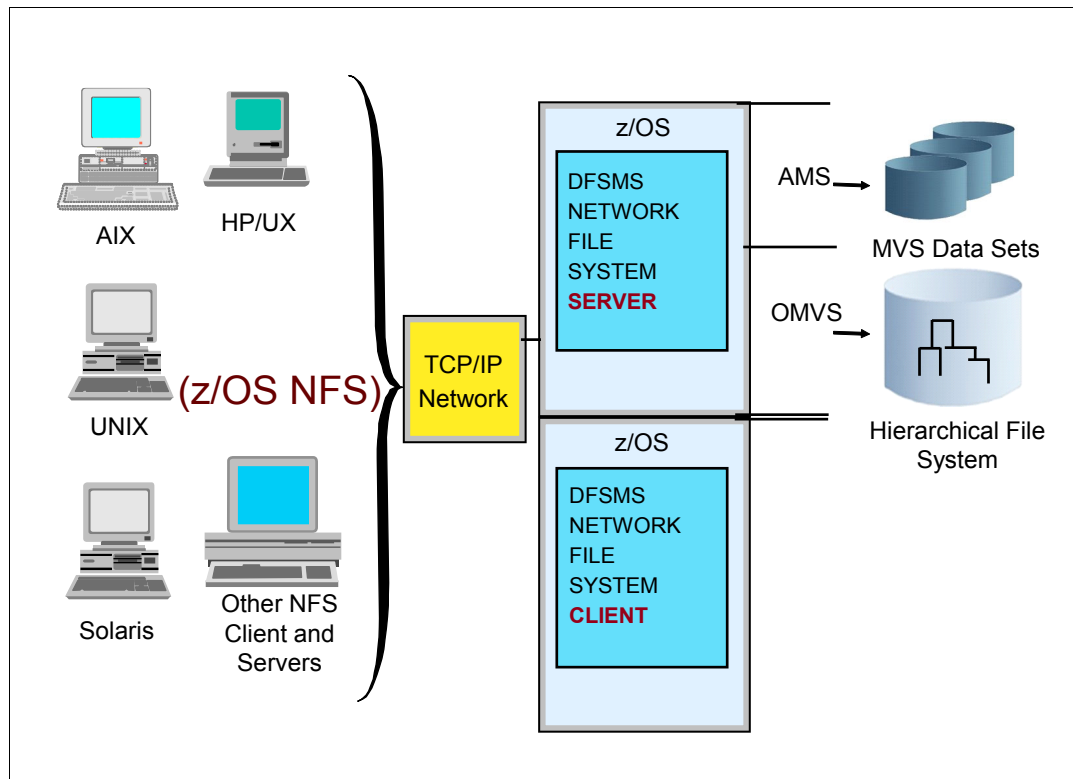 AIX
HP/UX
UNIX
(z/OS NFS)
Solaris
Other NFS
Client and
Servers
TCP/IP
Network
z/OS
DFSMS
NETWORK
FILE
SYSTEM
SERVER
z/OS
DFSMS
NETWORK
FILE
SYSTEM
CLIENT
AMS
MVS Data Sets
OMVS
Hierarchical File
System